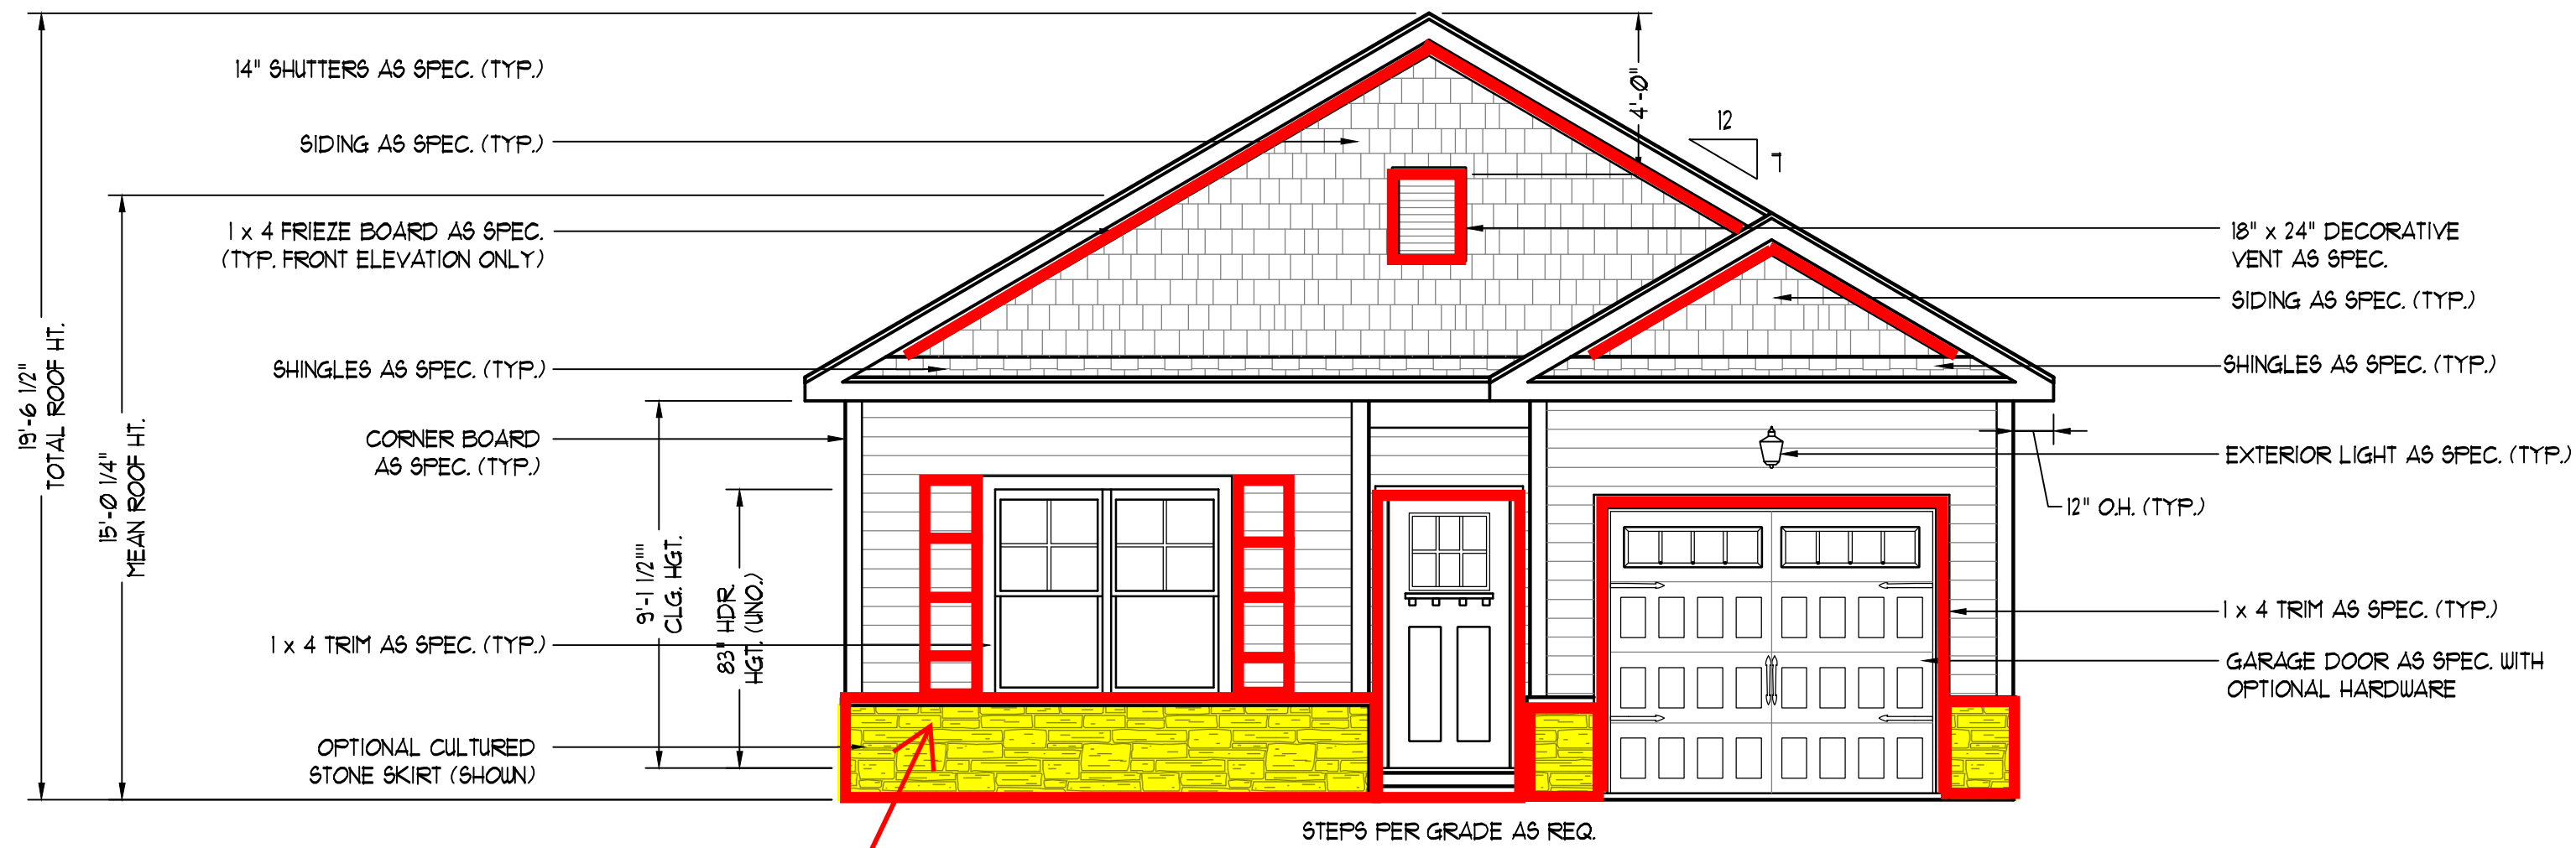 14" SHUTTERS AS SPEC. (TYP.)
SIDING AS SPEC. (TYP.)
1 x 4 FRIEZE BOARD AS SPEC.
(TYP. FRONT ELEVATION ONLY)
SHINGLES AS SPEC. (TYP.)
CORNER BOARD
AS SPEC. (TYP.)
1 x 4 TRIM AS SPEC. (TYP.)
OPTIONAL CULTURED
STONE SKIRT (SHOWN)
19'-6 1/2"
TOTAL ROOF HT.
15'-0 1/4"
MEAN ROOF HT.
9'-1 1/2""
CLG. HGT.
83" HDR.
HGT. (UNO.)
4'-0"
12
7
18" x 24" DECORATIVE
VENT AS SPEC.
SIDING AS SPEC. (TYP.)
SHINGLES AS SPEC. (TYP.)
EXTERIOR LIGHT AS SPEC. (TYP.)
12" O.H. (TYP.)
1 x 4 TRIM AS SPEC. (TYP.)
GARAGE DOOR AS SPEC. WITH
OPTIONAL HARDWARE
STEPS PER GRADE AS REQ.